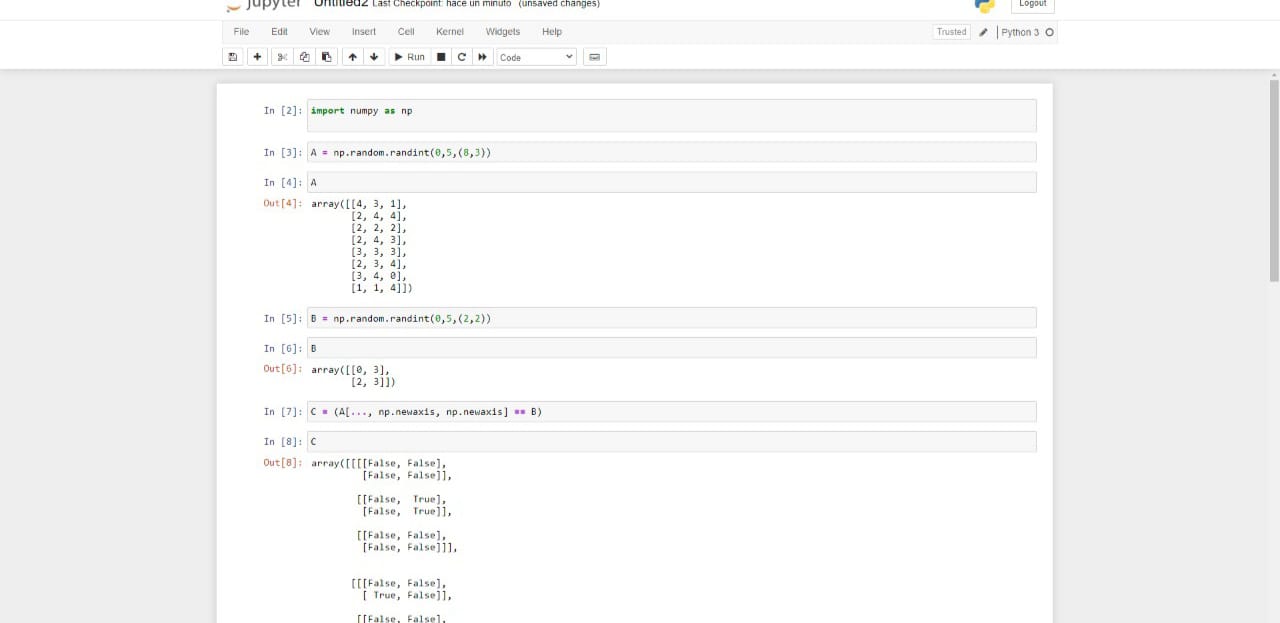 jupyter Untitled2 Last Checkpoint: hace un minuto (unsaved changes) Logout
File Edit View Insert Cell Kernel Widgets Help Trusted Python 3
Run Code
In [2]: import numpy as np
In [3]: A = np.random.randint(0,5,(8,3))
In [4]: A
Out[4]: array([[4, 3, 1],
[2, 4, 4],
[2, 2, 2],
[2, 4, 3],
[3, 3, 3],
[2, 3, 4],
[3, 4, 0],
[1, 1, 4]])
In [5]: B = np.random.randint(0,5,(2,2))
In [6]: B
Out[6]: array([[0, 3],
[2, 3]])
In [7]: C = (A[..., np.newaxis, np.newaxis] == B)
In [8]: C
Out[8]: array([[[[False, False],
[False, False]],
[[False, True],
[False, True]],
[[False, False],
[False, False]]],
[[[False, False],
[ True, False]],
[[False, False],